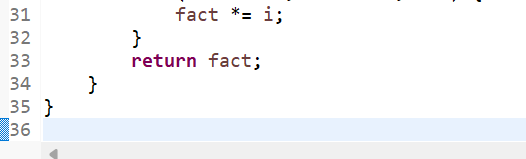 31 fact *= i;
32 }
33 return fact;
34 }
35 }
36